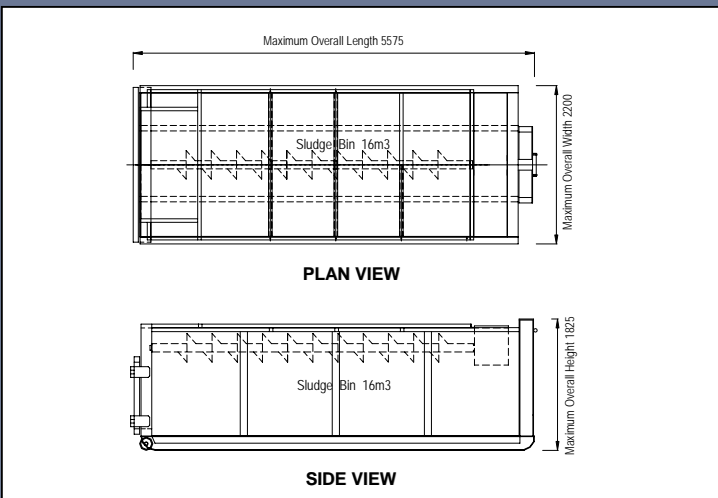 Maximum Overall Length 5575
Sludge Bin 16m3
Maximum Overall Width 2200
PLAN VIEW
Sludge Bin 16m3
Maximum Overall Height 1825
SIDE VIEW